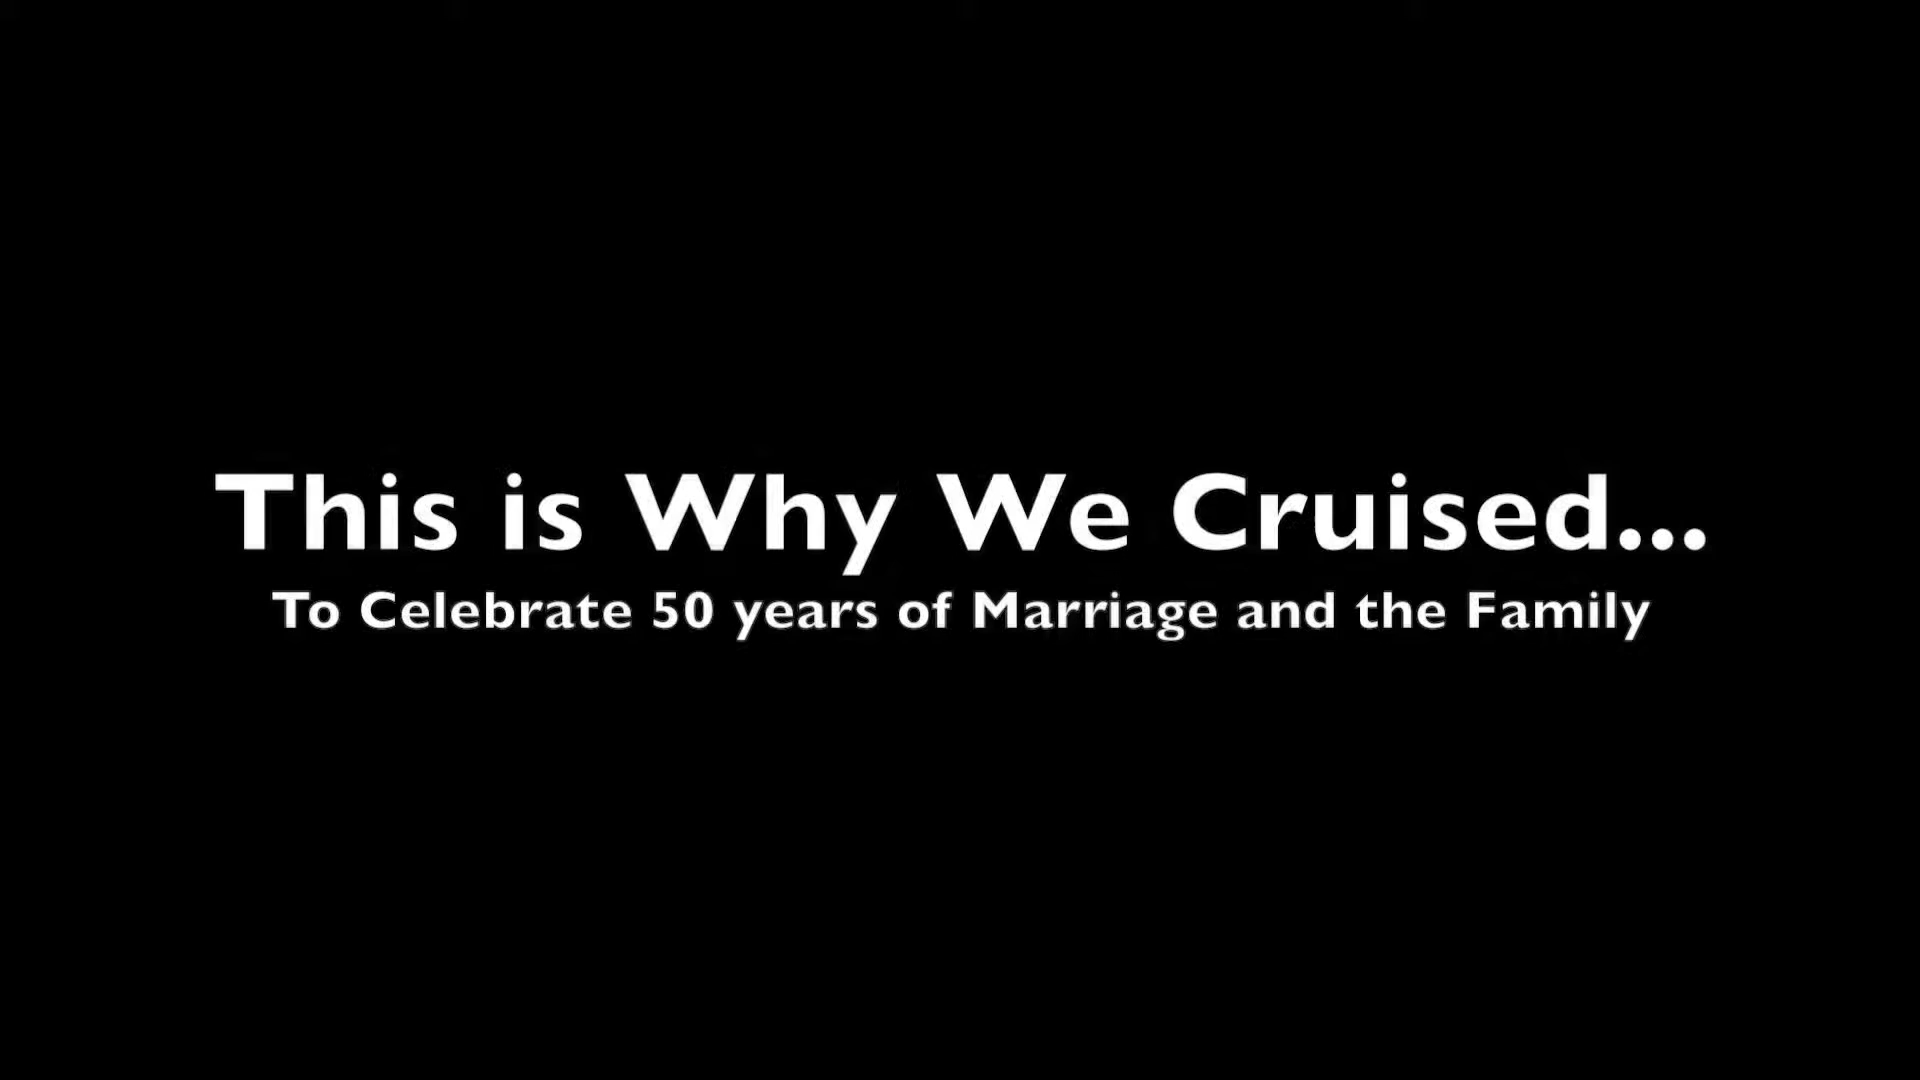 This is Why We Cruised...
To Celebrate 50 years of Marriage and the Family